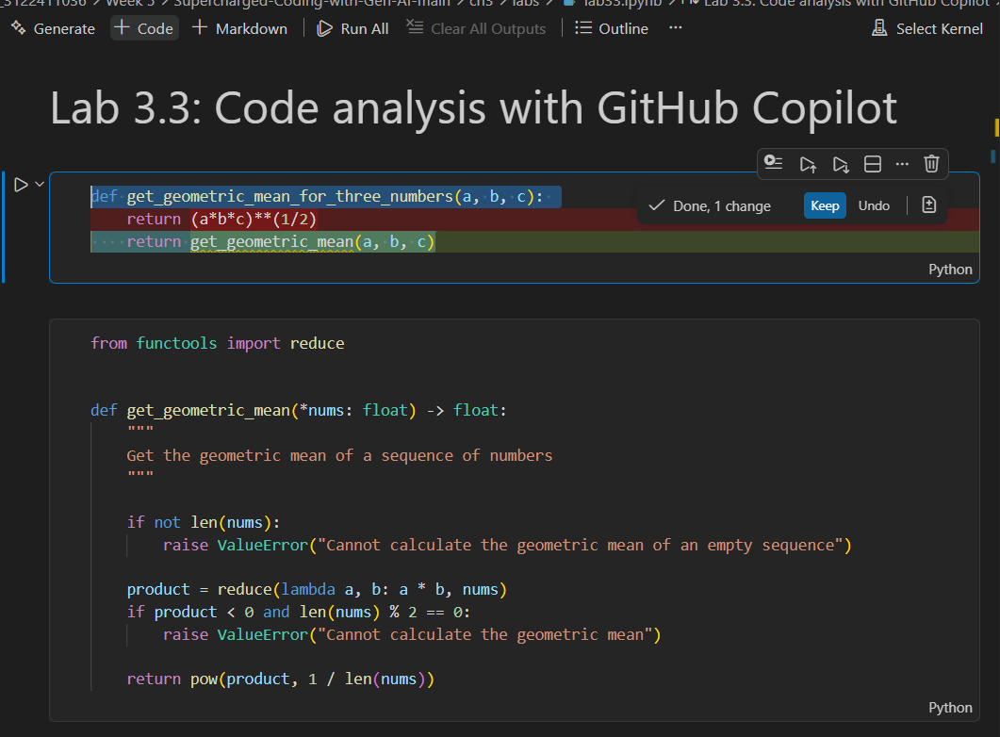 _3122411036 > Week 5 > Supercharged-Coding-with-Gen-AI-main > ch3 > labs > lab33.ipynb > Lab 3.3: Code analysis with GitHub Copilot
Generate + Code + Markdown Run All Clear All Outputs Outline ··· Select Kernel
Lab 3.3: Code analysis with GitHub Copilot
def get_geometric_mean_for_three_numbers(a, b, c):
Done, 1 change Keep Undo
    return (a*b*c)**(1/2)
    return get_geometric_mean(a, b, c)
Python
from functools import reduce
def get_geometric_mean(*nums: float) -> float:
    """
    Get the geometric mean of a sequence of numbers
    """
    if not len(nums):
        raise ValueError("Cannot calculate the geometric mean of an empty sequence")
    product = reduce(lambda a, b: a * b, nums)
    if product < 0 and len(nums) % 2 == 0:
        raise ValueError("Cannot calculate the geometric mean")
    return pow(product, 1 / len(nums))
Python